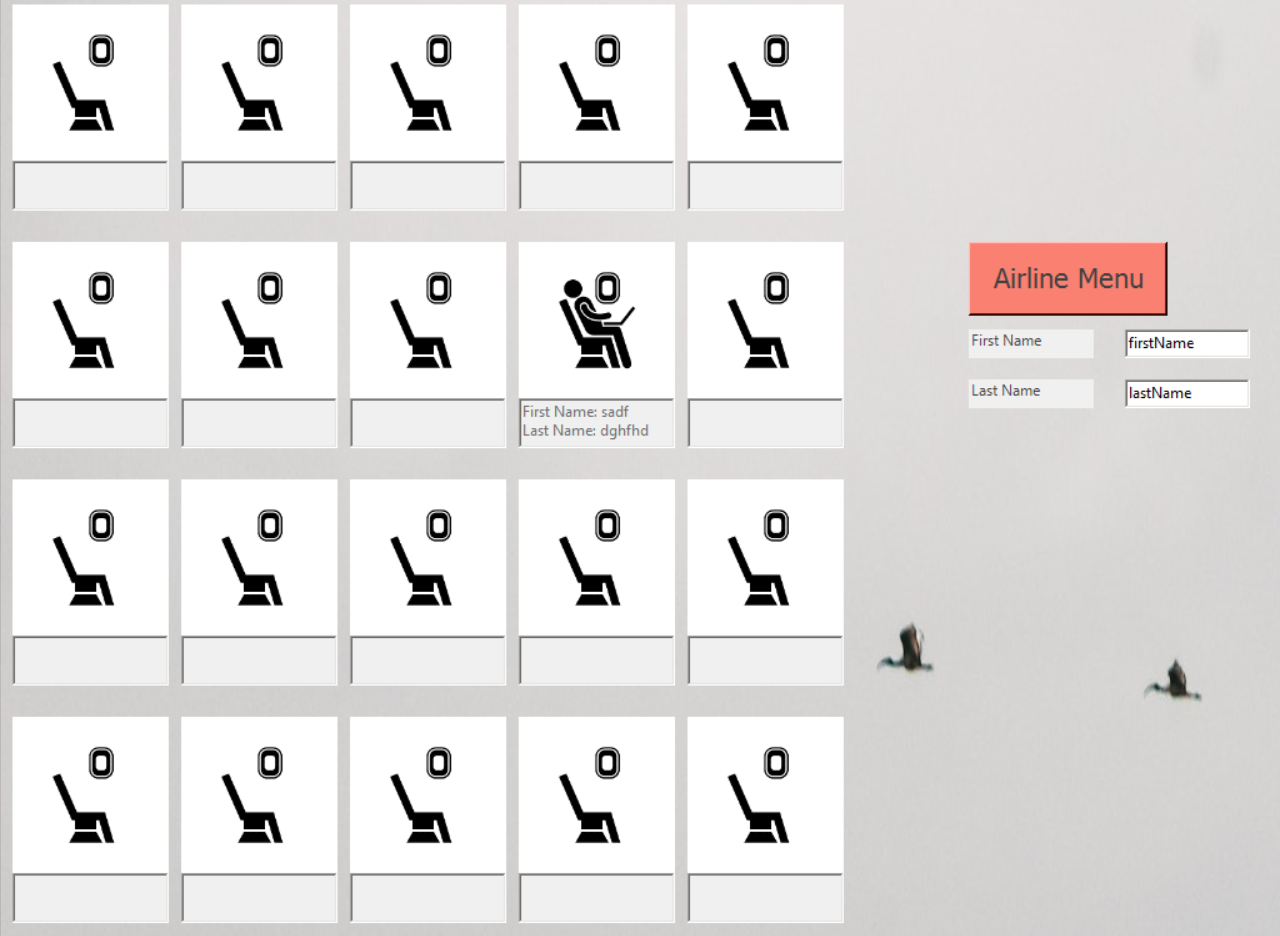 Airline Menu
First Name
firstName
Last Name
lastName
First Name: sadf
Last Name: dghfhd